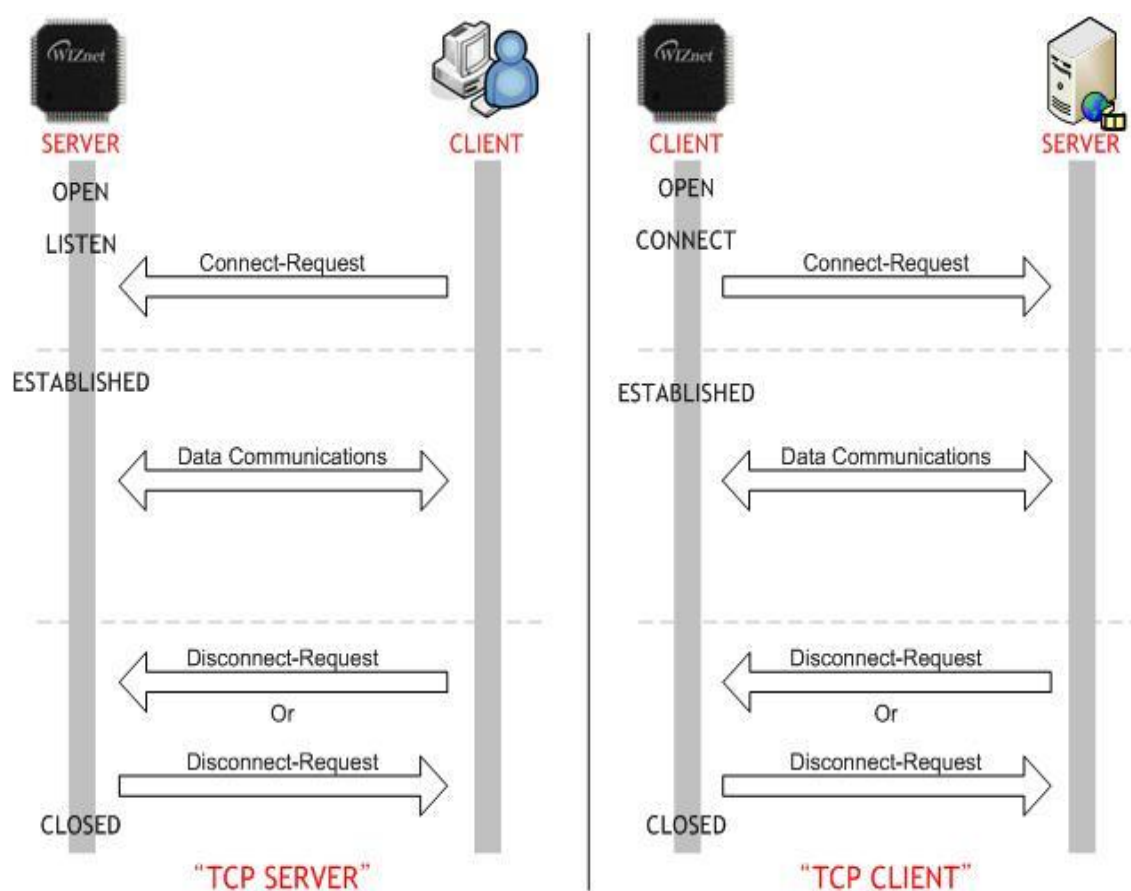 WIZnet
SERVER
CLIENT
OPEN
LISTEN
Connect-Request
ESTABLISHED
Data Communications
Disconnect-Request
Or
Disconnect-Request
CLOSED
“TCP SERVER”
WIZnet
CLIENT
SERVER
OPEN
CONNECT
Connect-Request
ESTABLISHED
Data Communications
Disconnect-Request
Or
Disconnect-Request
CLOSED
“TCP CLIENT”